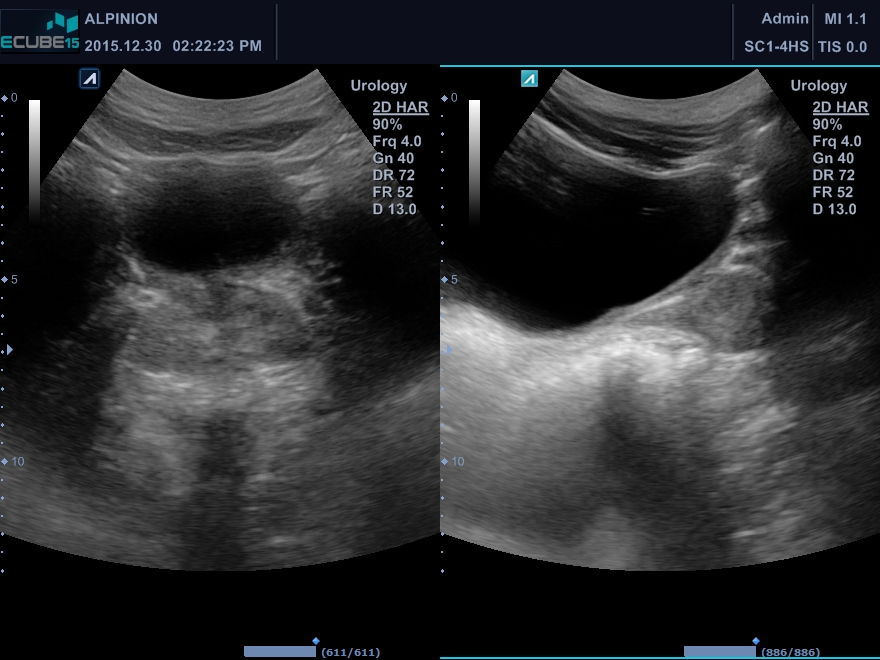 ECUBE15
ALPINION
2015.12.30 02:22:23 PM
Admin MI 1.1
SC1-4HS TIS 0.0
Urology
2D HAR
90%
Frq 4.0
Gn 40
DR 72
FR 52
D 13.0
0
5
10
(611/611)
Urology
2D HAR
90%
Frq 4.0
Gn 40
DR 72
FR 52
D 13.0
0
5
10
(886/886)